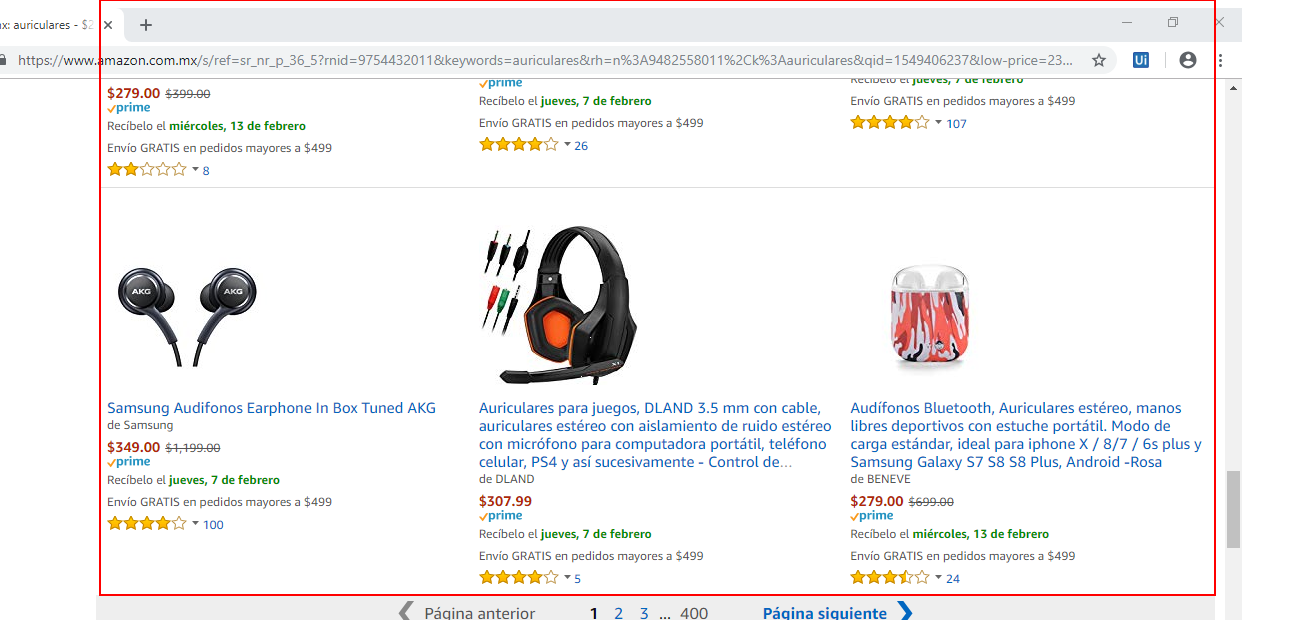 nx: auriculares - $2
https://www.amazon.com.mx/s/ref=sr_nr_p_36_5?rnid=9754432011&keywords=auriculares&rh=n%3A9482558011%2Ck%3Aauriculares&qid=1549406237&low-price=23...
Ui
$279.00 $399.00
prime
Recíbelo el miércoles, 13 de febrero
Envío GRATIS en pedidos mayores a $499
8
prime
Recíbelo el jueves, 7 de febrero
Envío GRATIS en pedidos mayores a $499
26
Recíbelo el jueves, 7 de febrero
Envío GRATIS en pedidos mayores a $499
107
AKG
AKG
Samsung Audifonos Earphone In Box Tuned AKG
de Samsung
$349.00 $1,199.00
prime
Recíbelo el jueves, 7 de febrero
Envío GRATIS en pedidos mayores a $499
100
Auriculares para juegos, DLAND 3.5 mm con cable,
auriculares estéreo con aislamiento de ruido estéreo
con micrófono para computadora portátil, teléfono
celular, PS4 y así sucesivamente - Control de...
de DLAND
$307.99
prime
Recíbelo el jueves, 7 de febrero
Envío GRATIS en pedidos mayores a $499
5
Audífonos Bluetooth, Auriculares estéreo, manos
libres deportivos con estuche portátil. Modo de
carga estándar, ideal para iphone X / 8/7 / 6s plus y
Samsung Galaxy S7 S8 S8 Plus, Android -Rosa
de BENEVE
$279.00 $699.00
prime
Recíbelo el miércoles, 13 de febrero
Envío GRATIS en pedidos mayores a $499
24
Página anterior 1 2 3 ... 400 Página siguiente